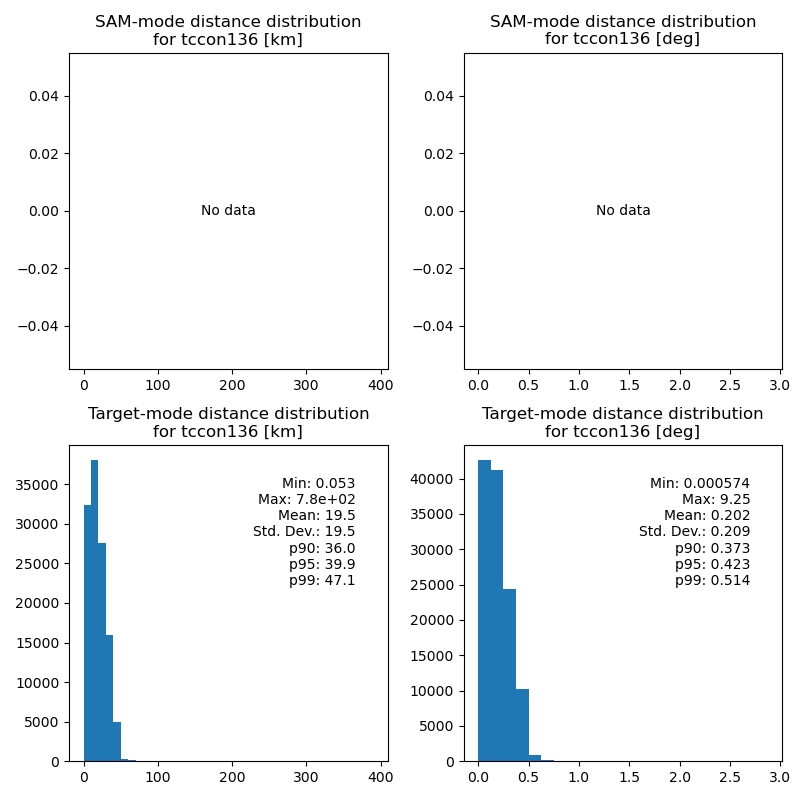 SAM-mode distance distribution
for tccon136 [km]
0.04
0.02
0.00
−0.02
−0.04
No data
0
100
200
300
400
SAM-mode distance distribution
for tccon136 [deg]
0.04
0.02
0.00
−0.02
−0.04
No data
0.0
0.5
1.0
1.5
2.0
2.5
3.0
Target-mode distance distribution
for tccon136 [km]
35000
30000
25000
20000
15000
10000
5000
0
Min: 0.053
Max: 7.8e+02
Mean: 19.5
Std. Dev.: 19.5
p90: 36.0
p95: 39.9
p99: 47.1
0
100
200
300
400
Target-mode distance distribution
for tccon136 [deg]
40000
35000
30000
25000
20000
15000
10000
5000
0
Min: 0.000574
Max: 9.25
Mean: 0.202
Std. Dev.: 0.209
p90: 0.373
p95: 0.423
p99: 0.514
0.0
0.5
1.0
1.5
2.0
2.5
3.0